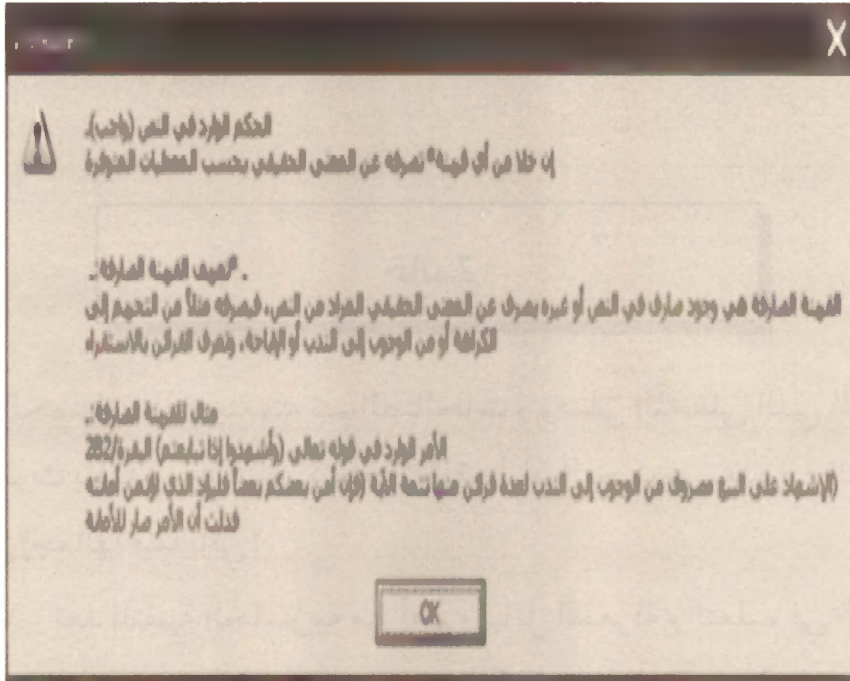 الحكم الوارد في النص (واجب).
إن خلا من أي قرينة* تصرفه عن المعنى الحقيقي بحسب المعطيات المتوفرة
*تعريف القرينة الصارفة:.
القرينة الصارفة هي وجود صارف في النص أو غيره يصرف عن المعنى الحقيقي المراد من النص، فيصرفه مثلاً من التحريم إلى
الكراهة أو من الوجوب إلى الندب أو الإباحة، وتعرف القرائن بالاستقراء
مثال للقرينة الصارفة:.
الأمر الوارد في قوله تعالى (وأشهدوا إذا تبايعتم) البقرة/282
(الإشهاد على البيع مصروف من الوجوب إلى الندب لعدة قرائن منها تتمة الآية (فإن أمن بعضكم بعضاً فليؤد الذي اؤتمن أمانته
فدلت أن الأمر صار للأمانة
OK